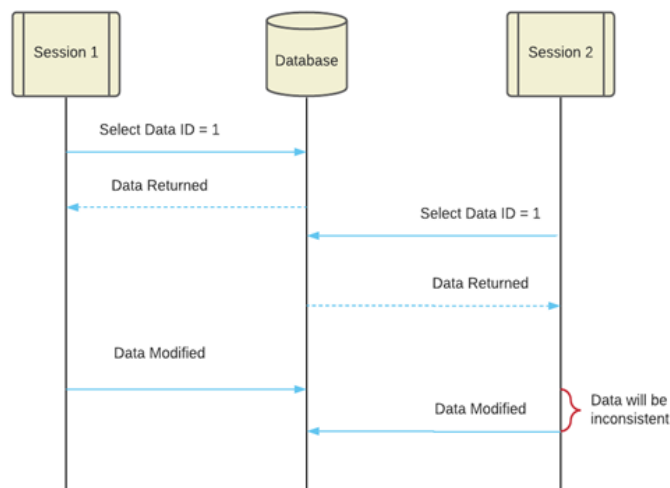 Session 1
Database
Session 2
Select Data ID = 1
Data Returned
Select Data ID = 1
Data Returned
Data Modified
Data Modified
Data will be
inconsistent